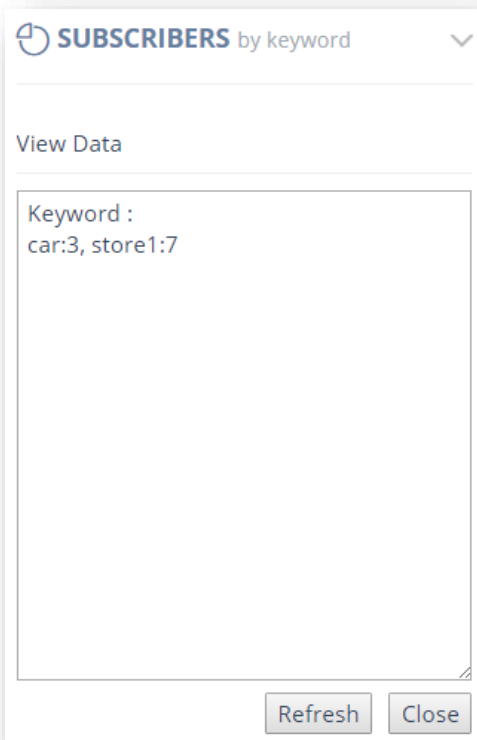 SUBSCRIBERS by keyword
View Data
Keyword :
car:3, store1:7
Refresh Close